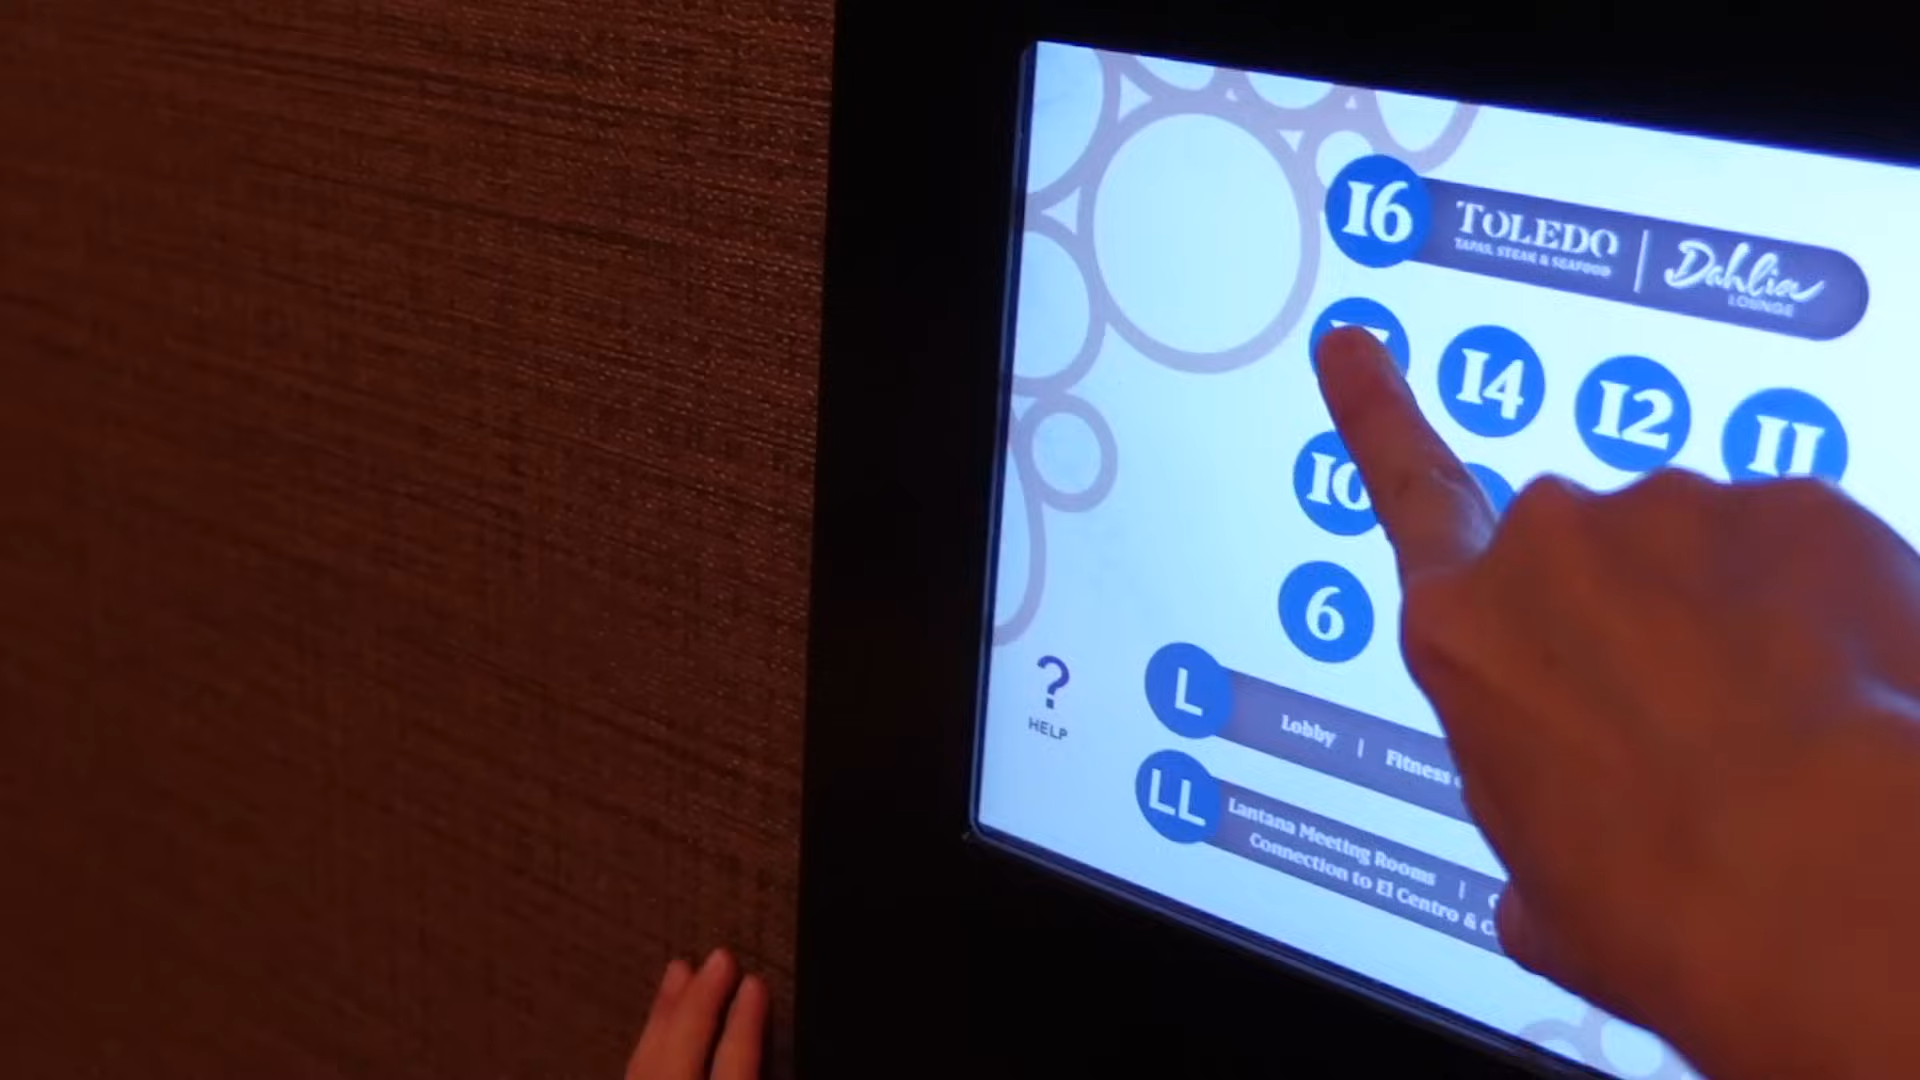 16 TOLEDO | Dahlia
TAPAS, STEAK & SEAFOOD LOUNGE
14 12 11
10
6
? HELP
L Lobby | Fitness
LL Lantana Meeting Rooms |
Connection to El Centro &